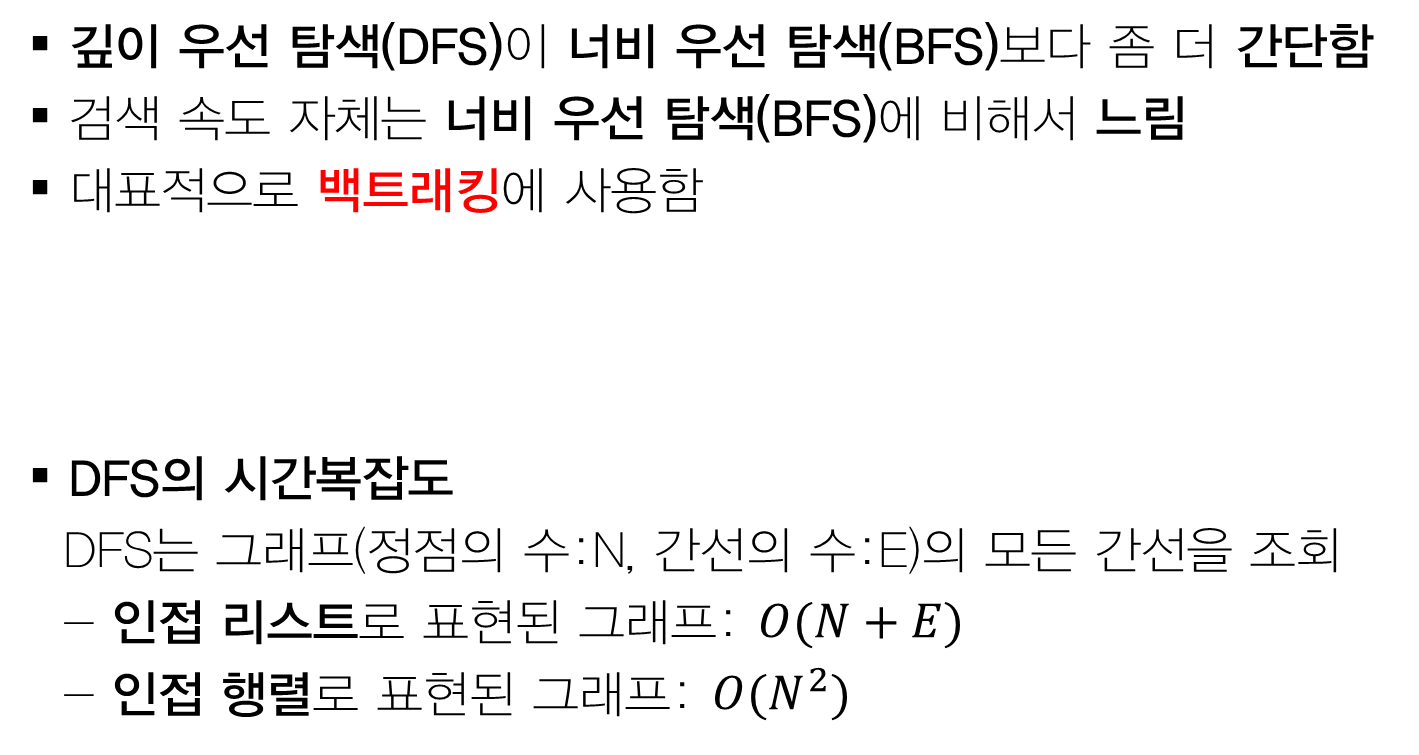 ▪ 깊이 우선 탐색(DFS)이 너비 우선 탐색(BFS)보다 좀 더 간단함
▪ 검색 속도 자체는 너비 우선 탐색(BFS)에 비해서 느림
▪ 대표적으로 백트래킹에 사용함
▪ DFS의 시간복잡도
DFS는 그래프(정점의 수:N, 간선의 수:E)의 모든 간선을 조회
– 인접 리스트로 표현된 그래프: O(N + E)
– 인접 행렬로 표현된 그래프: O(N²)